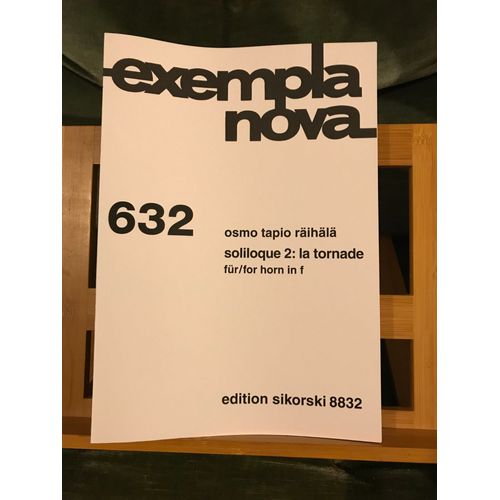 exempla
nova
632
osmo tapio räihälä
soliloque 2: la tornade
für/for horn in f
edition sikorski 8832